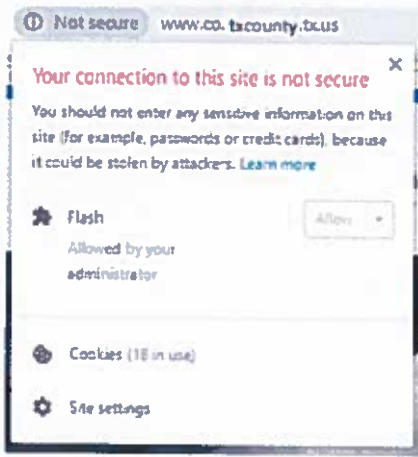 Not secure www.co.txcounty.tx.us
Your connection to this site is not secure
You should not enter any sensitive information on this
site (for example, passwords or credit cards), because
it could be stolen by attackers. Learn more
Flash Allow
Allowed by your
administrator
Cookies (18 in use)
Site settings